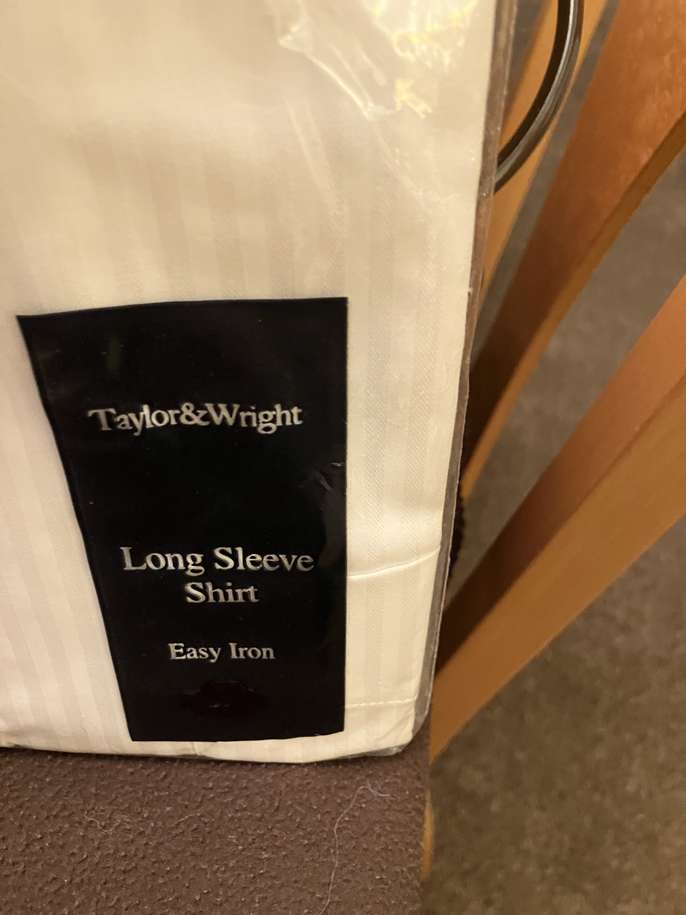 Taylor&Wright
Long Sleeve
Shirt
Easy Iron